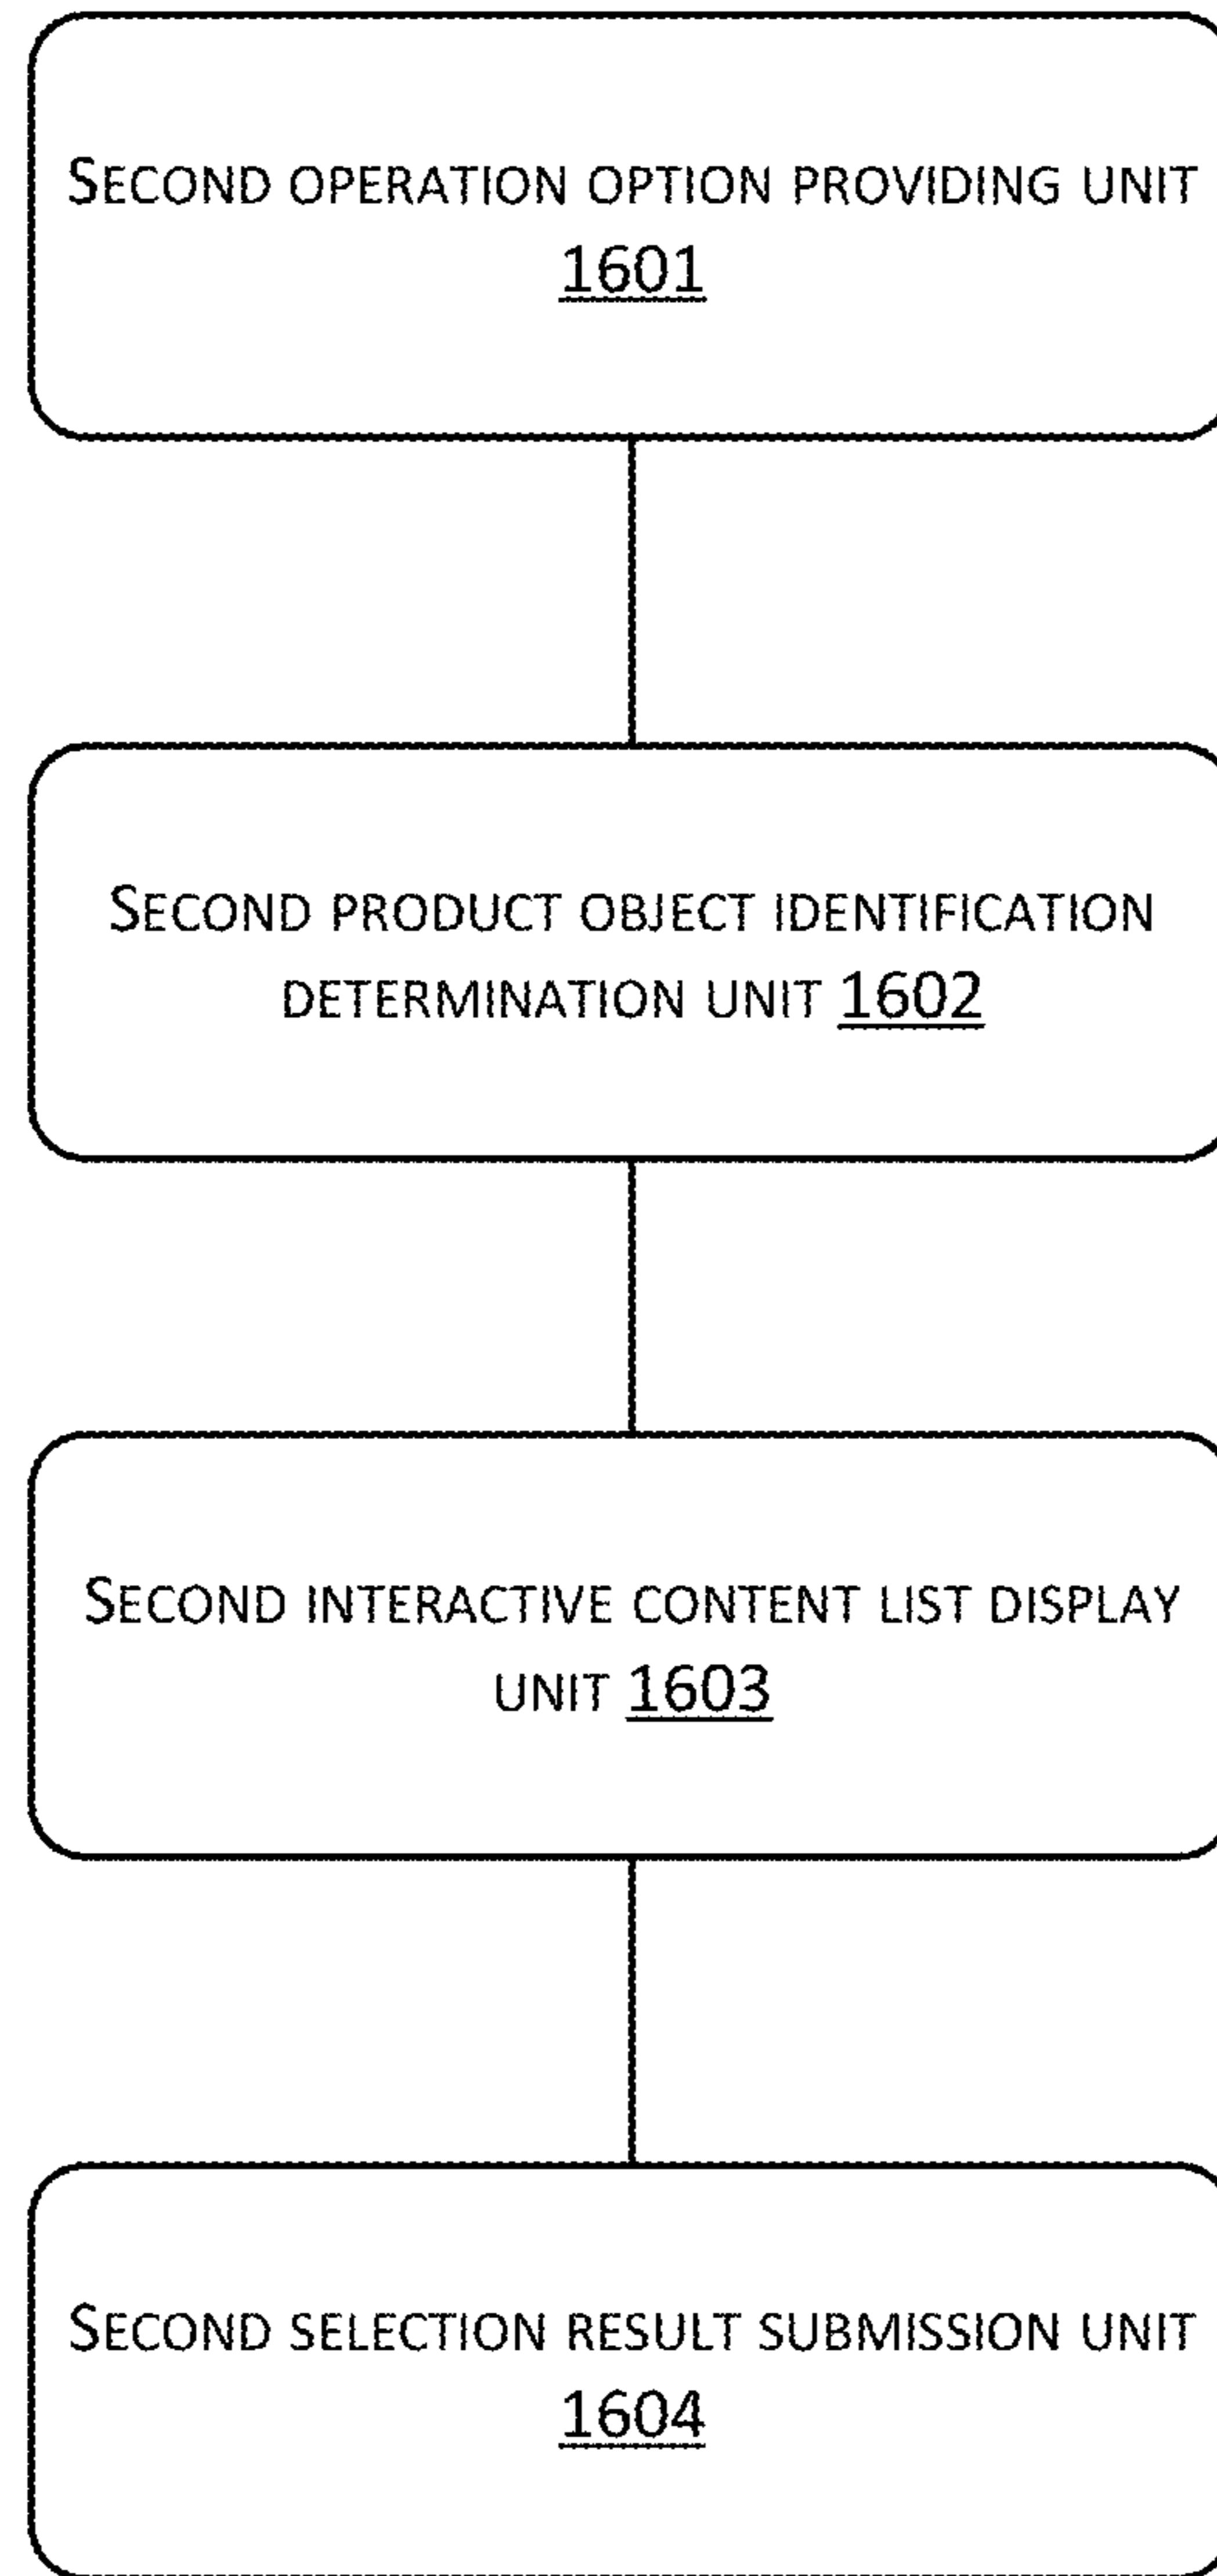 Second operation option providing unit
1601
Second product object identification
determination unit 1602
Second interactive content list display
unit 1603
Second selection result submission unit
1604